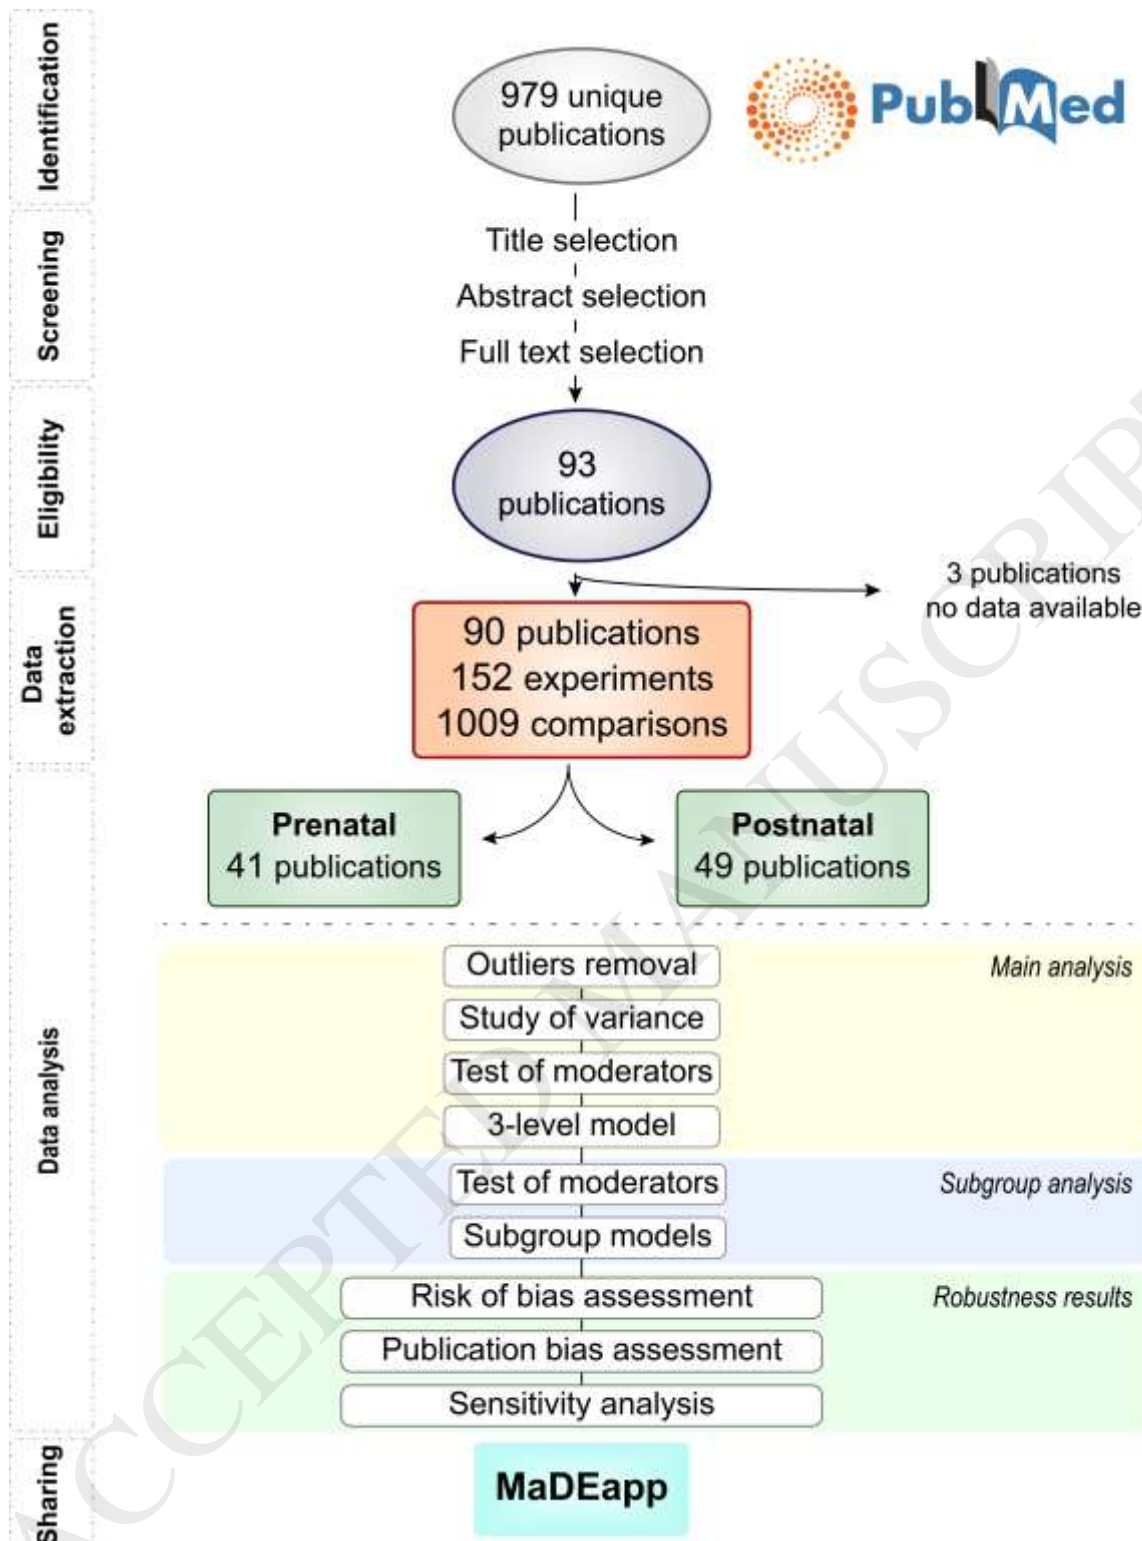 Identification
979 unique
publications
PubMed
Screening
Title selection
Abstract selection
Full text selection
Eligibility
93
publications
3 publications
no data available
Data
extraction
90 publications
152 experiments
1009 comparisons
Data analysis
Prenatal
41 publications
Postnatal
49 publications
Outliers removal
Main analysis
Study of variance
Test of moderators
3-level model
Test of moderators
Subgroup analysis
Subgroup models
Risk of bias assessment
Robustness results
Publication bias assessment
Sensitivity analysis
Sharing
MaDEapp
ACCEPTED MANUSCRIPT